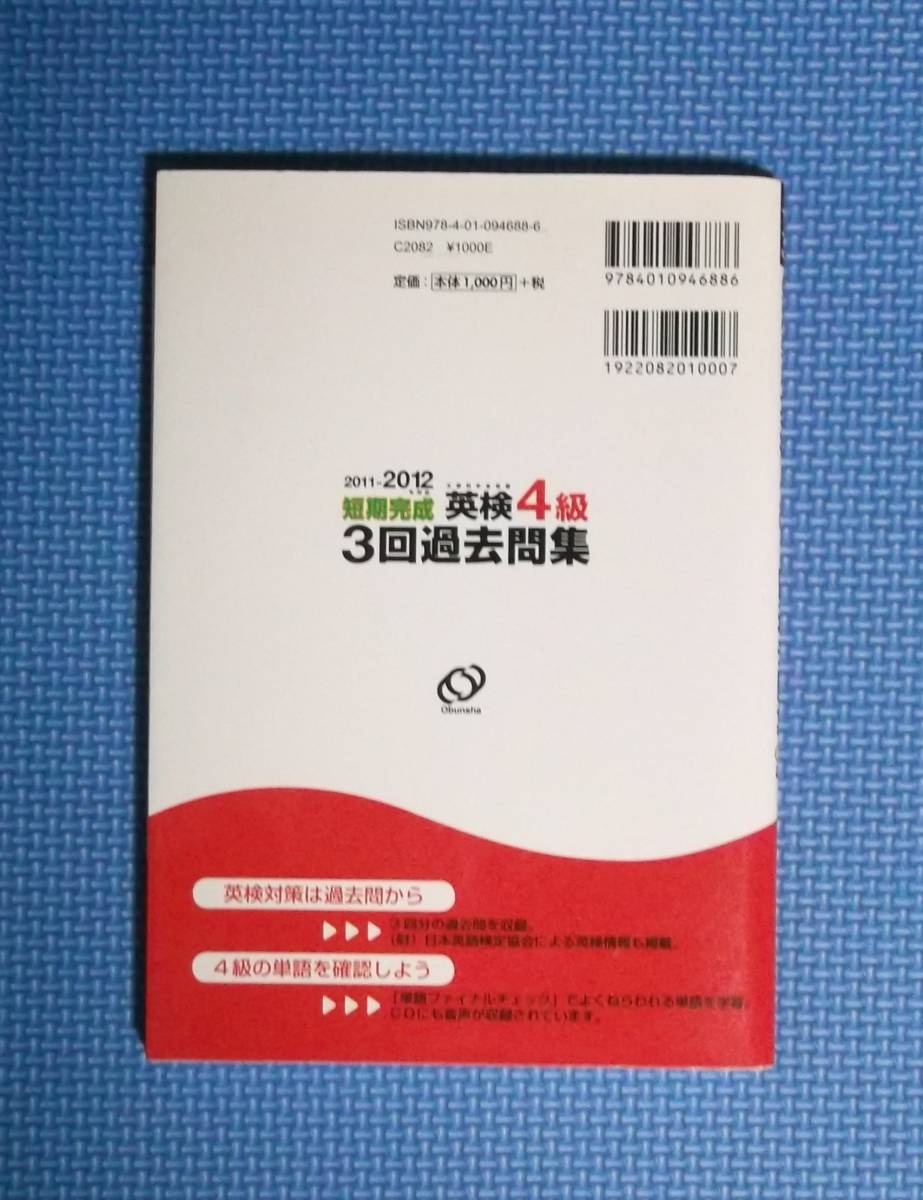 ISBN978-4-01-094688-6
C2082 ¥1000E
定価：本体1,000円+税
9784010946886
1922082010007
2011-2012
短期完成 英検4級
3回過去問集
Obunsha
英検対策は過去問から
3回分の過去問を収録。
(財)日本英語検定協会による英検情報も掲載。
4級の単語を確認しよう
「単語ファイナルチェック」でよくねらわれる単語を学習。
CDにも音声が収録されています。